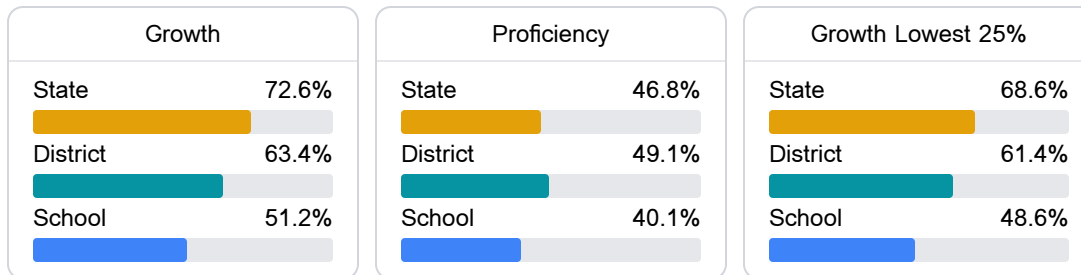 Growth
State 72.6%
District 63.4%
School 51.2%
Proficiency
State 46.8%
District 49.1%
School 40.1%
Growth Lowest 25%
State 68.6%
District 61.4%
School 48.6%